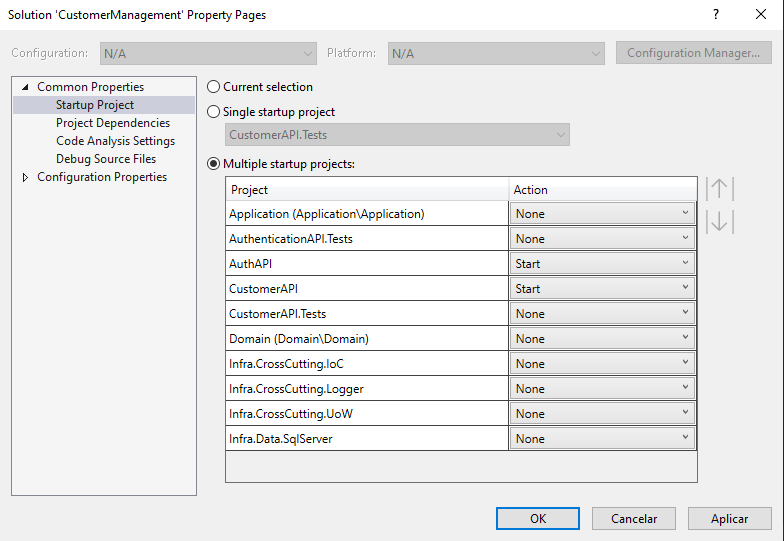 Solution 'CustomerManagement' Property Pages
?
Configuration: N/A Platform: N/A Configuration Manager...
Common Properties
Startup Project
Project Dependencies
Code Analysis Settings
Debug Source Files
Configuration Properties
Current selection
Single startup project
CustomerAPI.Tests
Multiple startup projects:
Project Action
Application (Application\Application) None
AuthenticationAPI.Tests None
AuthAPI Start
CustomerAPI Start
CustomerAPI.Tests None
Domain (Domain\Domain) None
Infra.CrossCutting.IoC None
Infra.CrossCutting.Logger None
Infra.CrossCutting.UoW None
Infra.Data.SqlServer None
OK Cancelar Aplicar